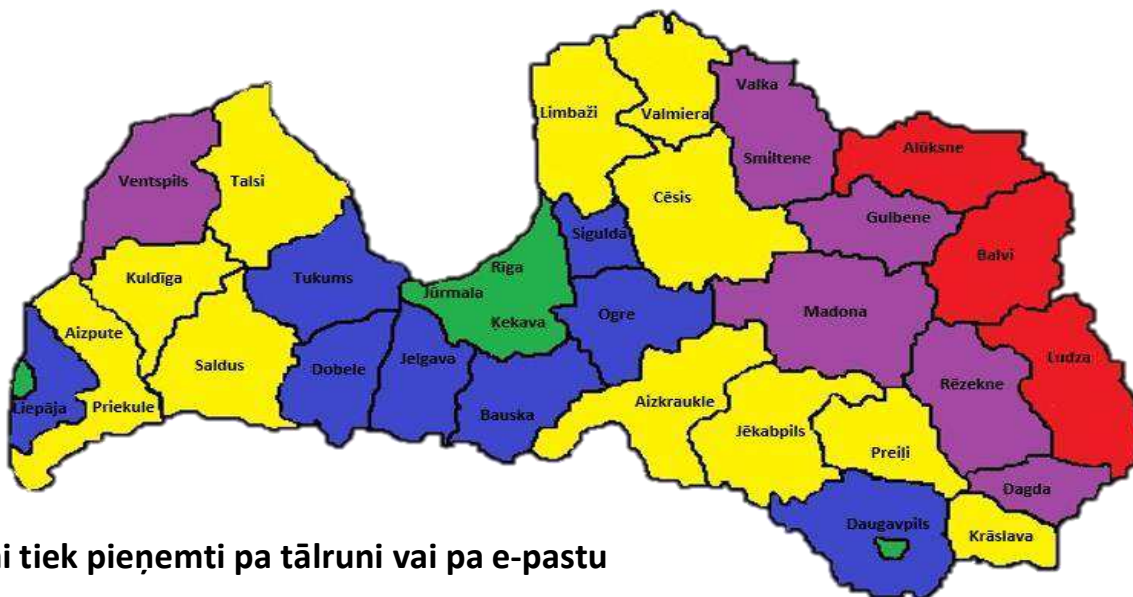 Valka
Limbaži
Valmiera
Alūksne
Smiltene
Ventspils
Talsi
Cēsis
Gulbene
Sigulda
Balvi
Rīga
Kuldīga
Tukums
Jūrmala
Ķekava
Ogre
Madona
Aizpute
Ludza
Saldus
Dobele
Jelgava
Rēzekne
Liepāja
Priekule
Bauska
Aizkraukle
Jēkabpils
Preiļi
Dagda
Daugavpils
Krāslava
tiek pieņemti pa tālruni vai pa e-pastu